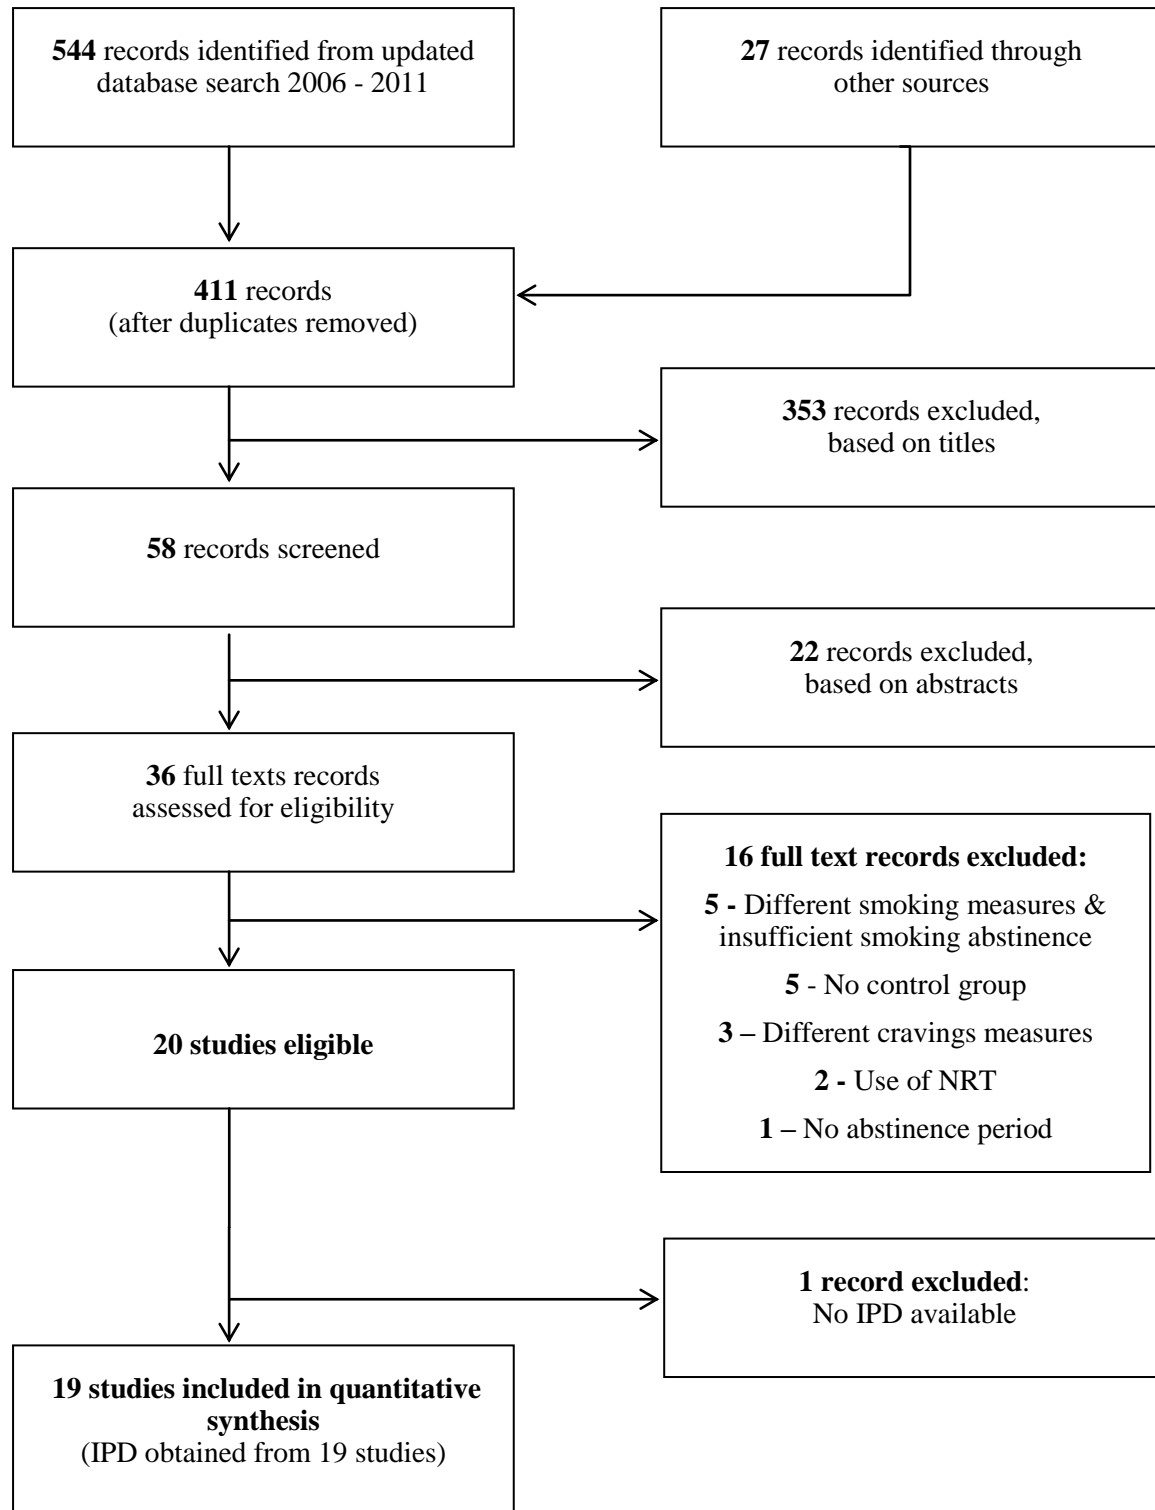 544 records identified from updated
database search 2006 - 2011
27 records identified through
other sources
411 records
(after duplicates removed)
353 records excluded,
based on titles
58 records screened
22 records excluded,
based on abstracts
36 full texts records
assessed for eligibility
16 full text records excluded:
5 - Different smoking measures &
insufficient smoking abstinence
5 - No control group
3 – Different cravings measures
2 - Use of NRT
1 – No abstinence period
20 studies eligible
1 record excluded:
No IPD available
19 studies included in quantitative
synthesis
(IPD obtained from 19 studies)